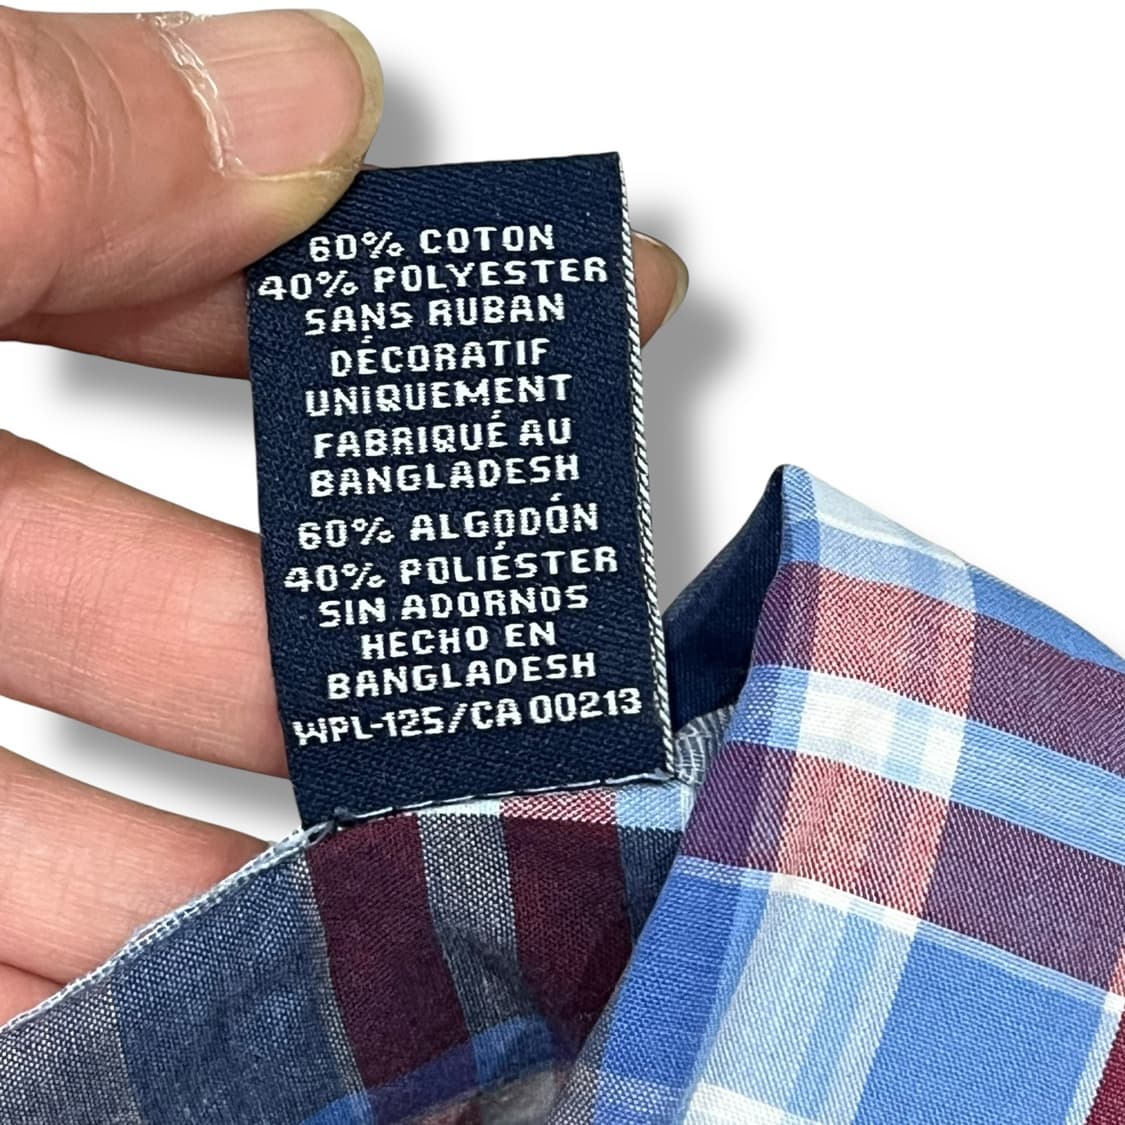 60% COTON
40% POLYESTER
SANS RUBAN
DÉCORATIF
UNIQUEMENT
FABRIQUÉ AU
BANGLADESH
60% ALGODÓN
40% POLIÉSTER
SIN ADORNOS
HECHO EN
BANGLADESH
WPL-125/CA 00213